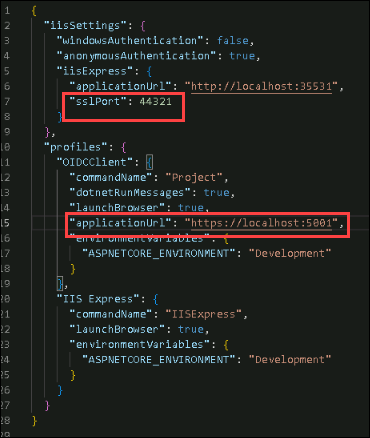 1 {
2 "iisSettings": {
3 "windowsAuthentication": false,
4 "anonymousAuthentication": true,
5 "iisExpress": {
6 "applicationUrl": "http://localhost:35531",
7 "sslPort": 44321
8 }
9 },
10 "profiles": {
11 "OIDCClient": {
12 "commandName": "Project",
13 "dotnetRunMessages": true,
14 "launchBrowser": true,
15 "applicationUrl": "https://localhost:5001",
16 "environmentVariables": {
17 "ASPNETCORE_ENVIRONMENT": "Development"
18 }
19 },
20 "IIS Express": {
21 "commandName": "IISExpress",
22 "launchBrowser": true,
23 "environmentVariables": {
24 "ASPNETCORE_ENVIRONMENT": "Development"
25 }
26 }
27 }
28 }
29